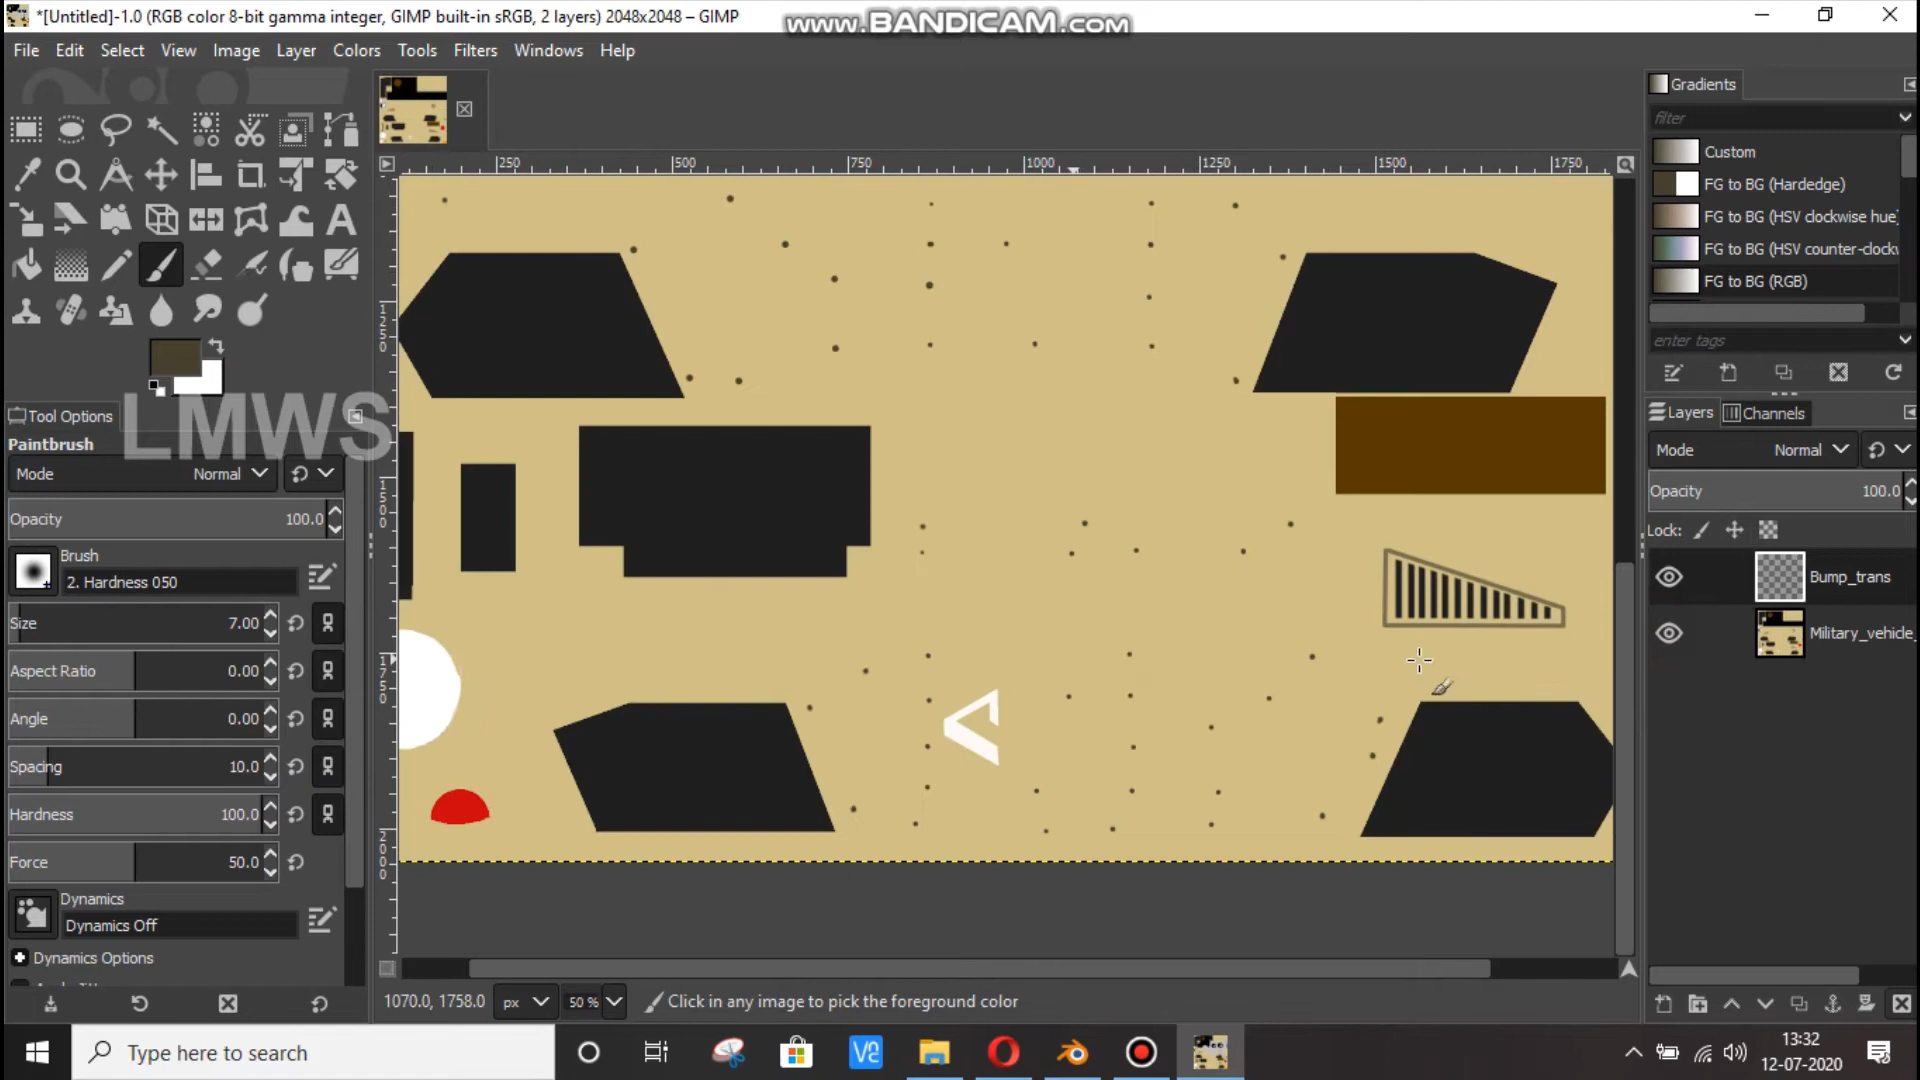 *[Untitled]-1.0 (RGB color 8-bit gamma integer, GIMP built-in sRGB, 2 layers) 2048x2048 – GIMP
www.BANDICAM.com
File Edit Select View Image Layer Colors Tools Filters Windows Help
Gradients
filter
Custom
FG to BG (Hardedge)
FG to BG (HSV clockwise hue)
FG to BG (HSV counter-clockw
FG to BG (RGB)
enter tags
250 500 750 1000 1250 1500 1750
1250
1500
1750
2000
LMWS
Tool Options
Paintbrush
Mode Normal
Opacity 100.0
Brush
2. Hardness 050
Size 7.00
Aspect Ratio 0.00
Angle 0.00
Spacing 10.0
Hardness 100.0
Force 50.0
Dynamics
Dynamics Off
Dynamics Options
Layers Channels
Mode Normal
Opacity 100.0
Lock:
Bump_trans
Military_vehicle_
1070.0, 1758.0 px 50 % Click in any image to pick the foreground color
Type here to search
13:32
12-07-2020